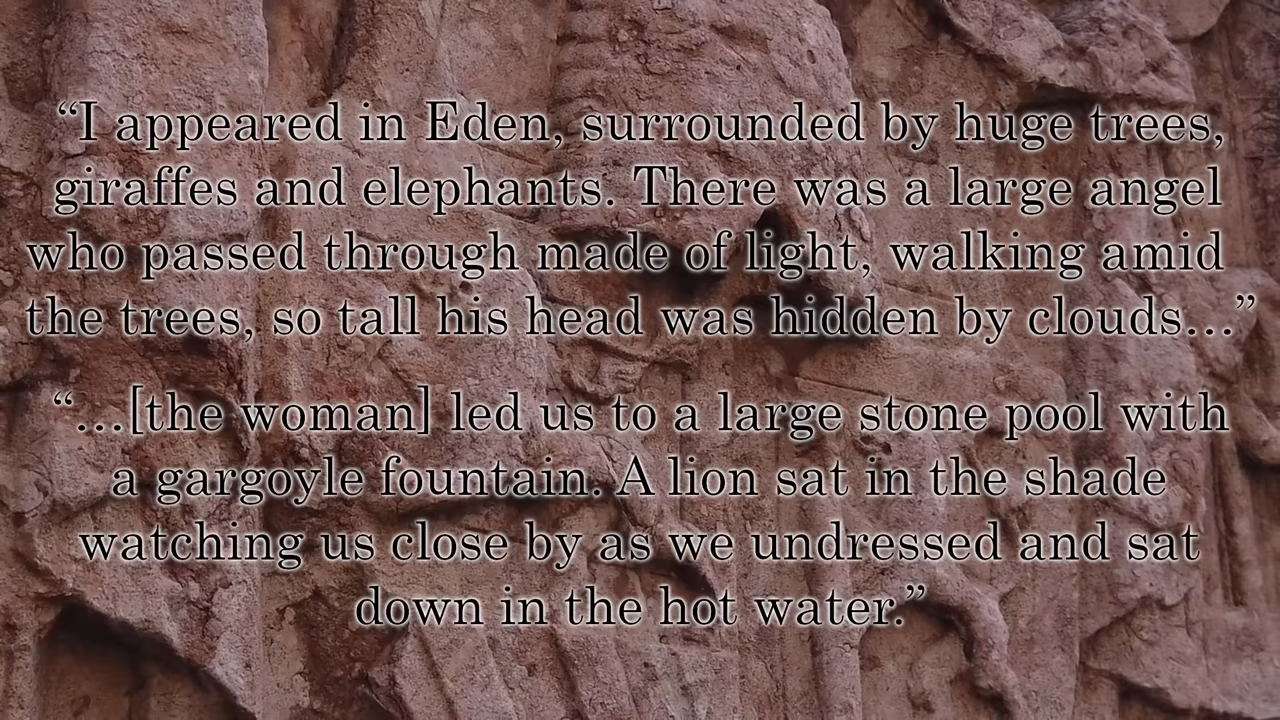 “I appeared in Eden, surrounded by huge trees,
giraffes and elephants. There was a large angel
who passed through made of light, walking amid
the trees, so tall his head was hidden by clouds…”
“…[the woman] led us to a large stone pool with
a gargoyle fountain. A lion sat in the shade
watching us close by as we undressed and sat
down in the hot water.”